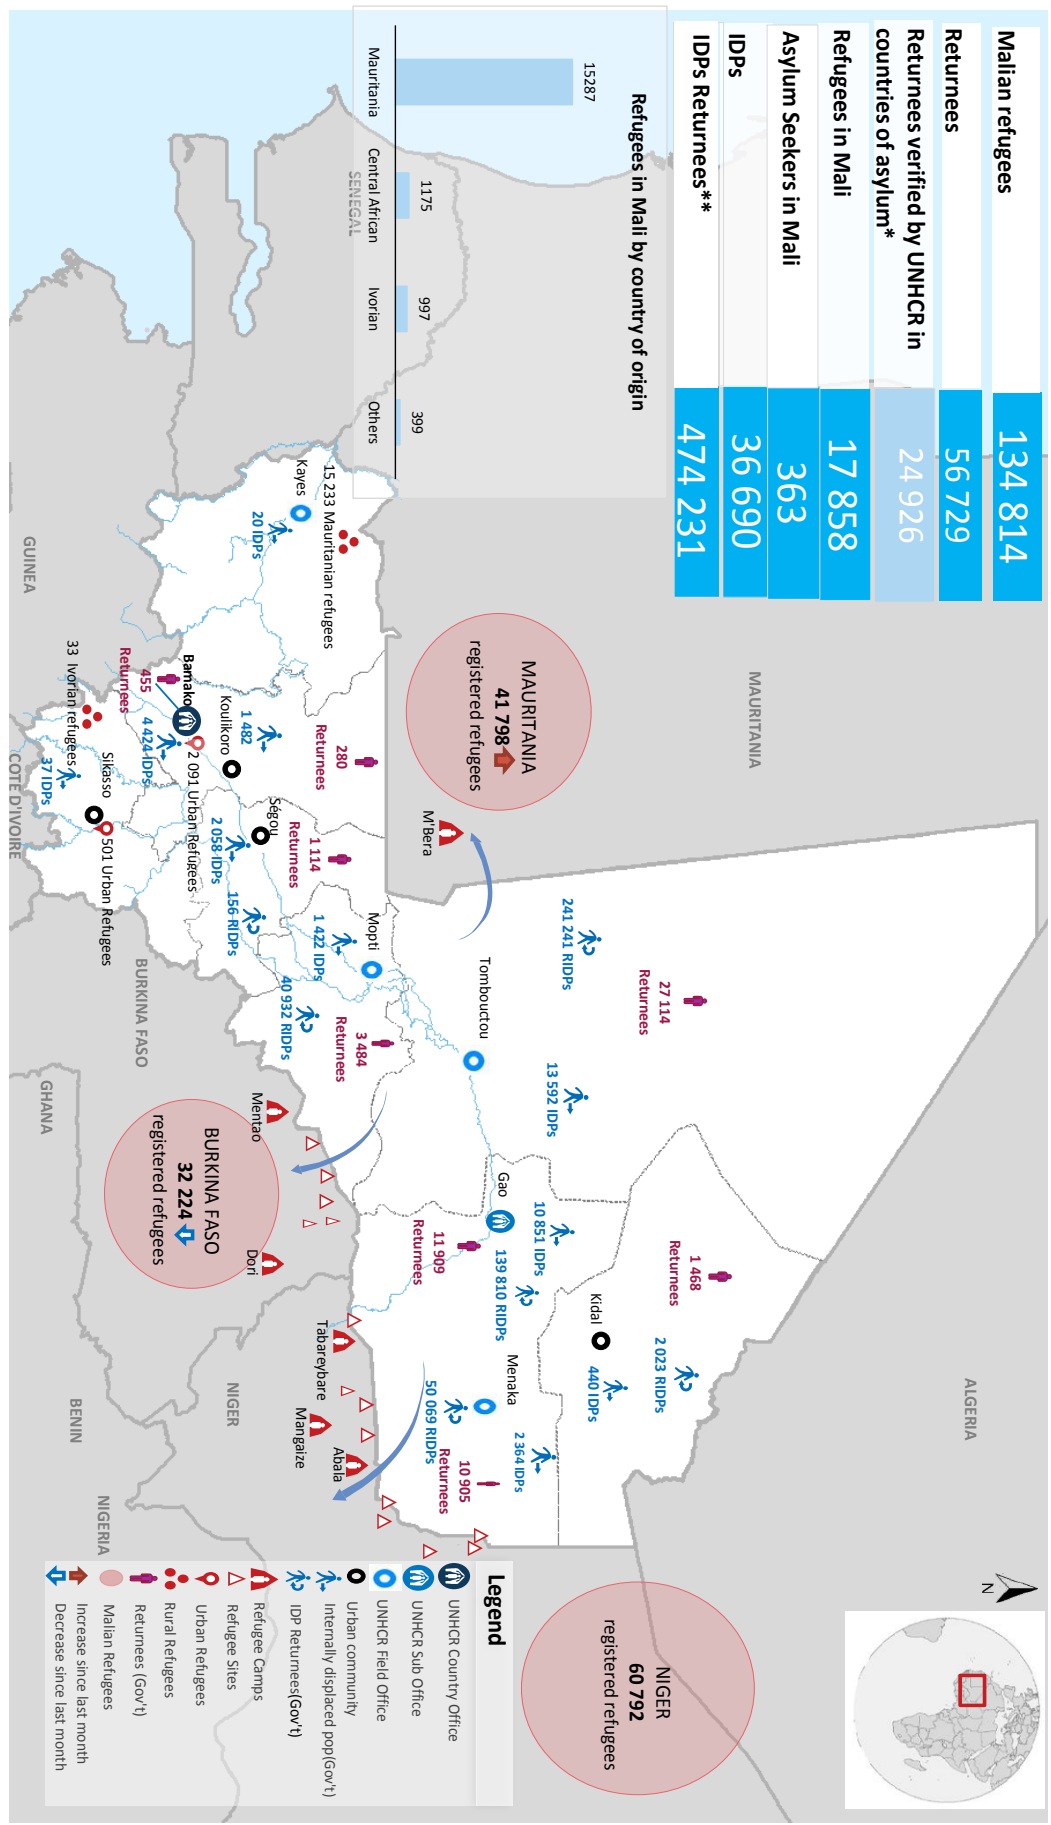 Malian refugees
134 814
Returnees
56 729
Returnees verified by UNHCR in
countries of asylum*
24 926
Refugees in Mali
17 858
Asylum Seekers in Mali
363
IDPs
36 690
IDPs Returnees**
474 231
Refugees in Mali by country of origin
15287
1175
997
399
Mauritania
Central African
Ivorian
Others
SENEGAL
MAURITANIA
ALGERIA
MAURITANIA
41 798
registered refugees
M'Bera
NIGER
60 792
registered refugees
27 114
Returnees
241 241 RIDPs
13 592 IDPs
Tombouctou
1 468
Returnees
2 023 RIDPs
Kidal
440 IDPs
10 851 IDPs
Gao
139 810 RIDPs
11 909
Returnees
Menaka
2 364 IDPs
50 069 RIDPs
10 905
Returnees
15 233 Mauritanian refugees
Kayes
20 IDPs
280
Returnees
1 482
Koulikoro
1 114
Returnees
Ségou
2 058 IDPs
156 RIDPs
Mopti
1 422 IDPs
3 484
Returnees
40 932 RIDPs
Bamako
2 091 Urban Refugees
455
Returnees
4 424 IDPs
33 Ivorian refugees
Sikasso
37 IDPs
501 Urban Refugees
Mentao
Dori
Tabareybare
Mangaize
Abala
BURKINA FASO
32 224
registered refugees
GUINEA
COTE D'IVOIRE
BURKINA FASO
GHANA
NIGER
BENIN
NIGERIA
N
Legend
UNHCR Country Office
UNHCR Sub Office
UNHCR Field Office
Urban community
Internally displaced pop(Gov't)
IDP Returnees(Gov't)
Refugee Camps
Refugee Sites
Urban Refugees
Rural Refugees
Returnees (Gov't)
Malian Refugees
Increase since last month
Decrease since last month